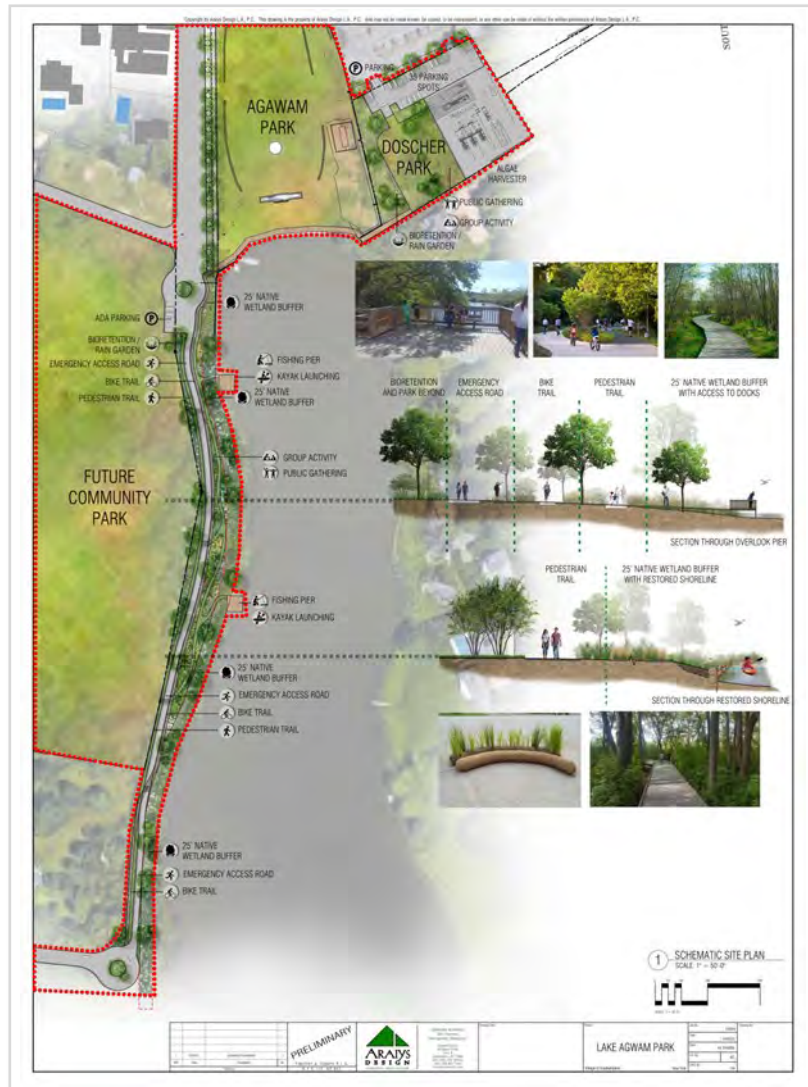 SOUT
P PARKING
35 PARKING
SPOTS
AGAWAM
PARK
DOSCHER
PARK
ALGAE
HARVESTER
PUBLIC GATHERING
GROUP ACTIVITY
BIORETENTION /
RAIN GARDEN
25' NATIVE
WETLAND BUFFER
ADA PARKING P
BIORETENTION /
RAIN GARDEN
EMERGENCY ACCESS ROAD
BIKE TRAIL
PEDESTRIAN TRAIL
FISHING PIER
KAYAK LAUNCHING
25' NATIVE
WETLAND BUFFER
GROUP ACTIVITY
PUBLIC GATHERING
FUTURE
COMMUNITY
PARK
BIORETENTION
AND PARK BEYOND
EMERGENCY
ACCESS ROAD
BIKE
TRAIL
PEDESTRIAN
TRAIL
25' NATIVE WETLAND BUFFER
WITH ACCESS TO DOCKS
SECTION THROUGH OVERLOOK PIER
PEDESTRIAN
TRAIL
25' NATIVE WETLAND BUFFER
WITH RESTORED SHORELINE
SECTION THROUGH RESTORED SHORELINE
FISHING PIER
KAYAK LAUNCHING
25' NATIVE
WETLAND BUFFER
EMERGENCY ACCESS ROAD
BIKE TRAIL
PEDESTRIAN TRAIL
25' NATIVE
WETLAND BUFFER
EMERGENCY ACCESS ROAD
BIKE TRAIL
1 SCHEMATIC SITE PLAN
SCALE: 1" = 50'-0"
PRELIMINARY
ARAIYS
DESIGN
LAKE AGWAM PARK